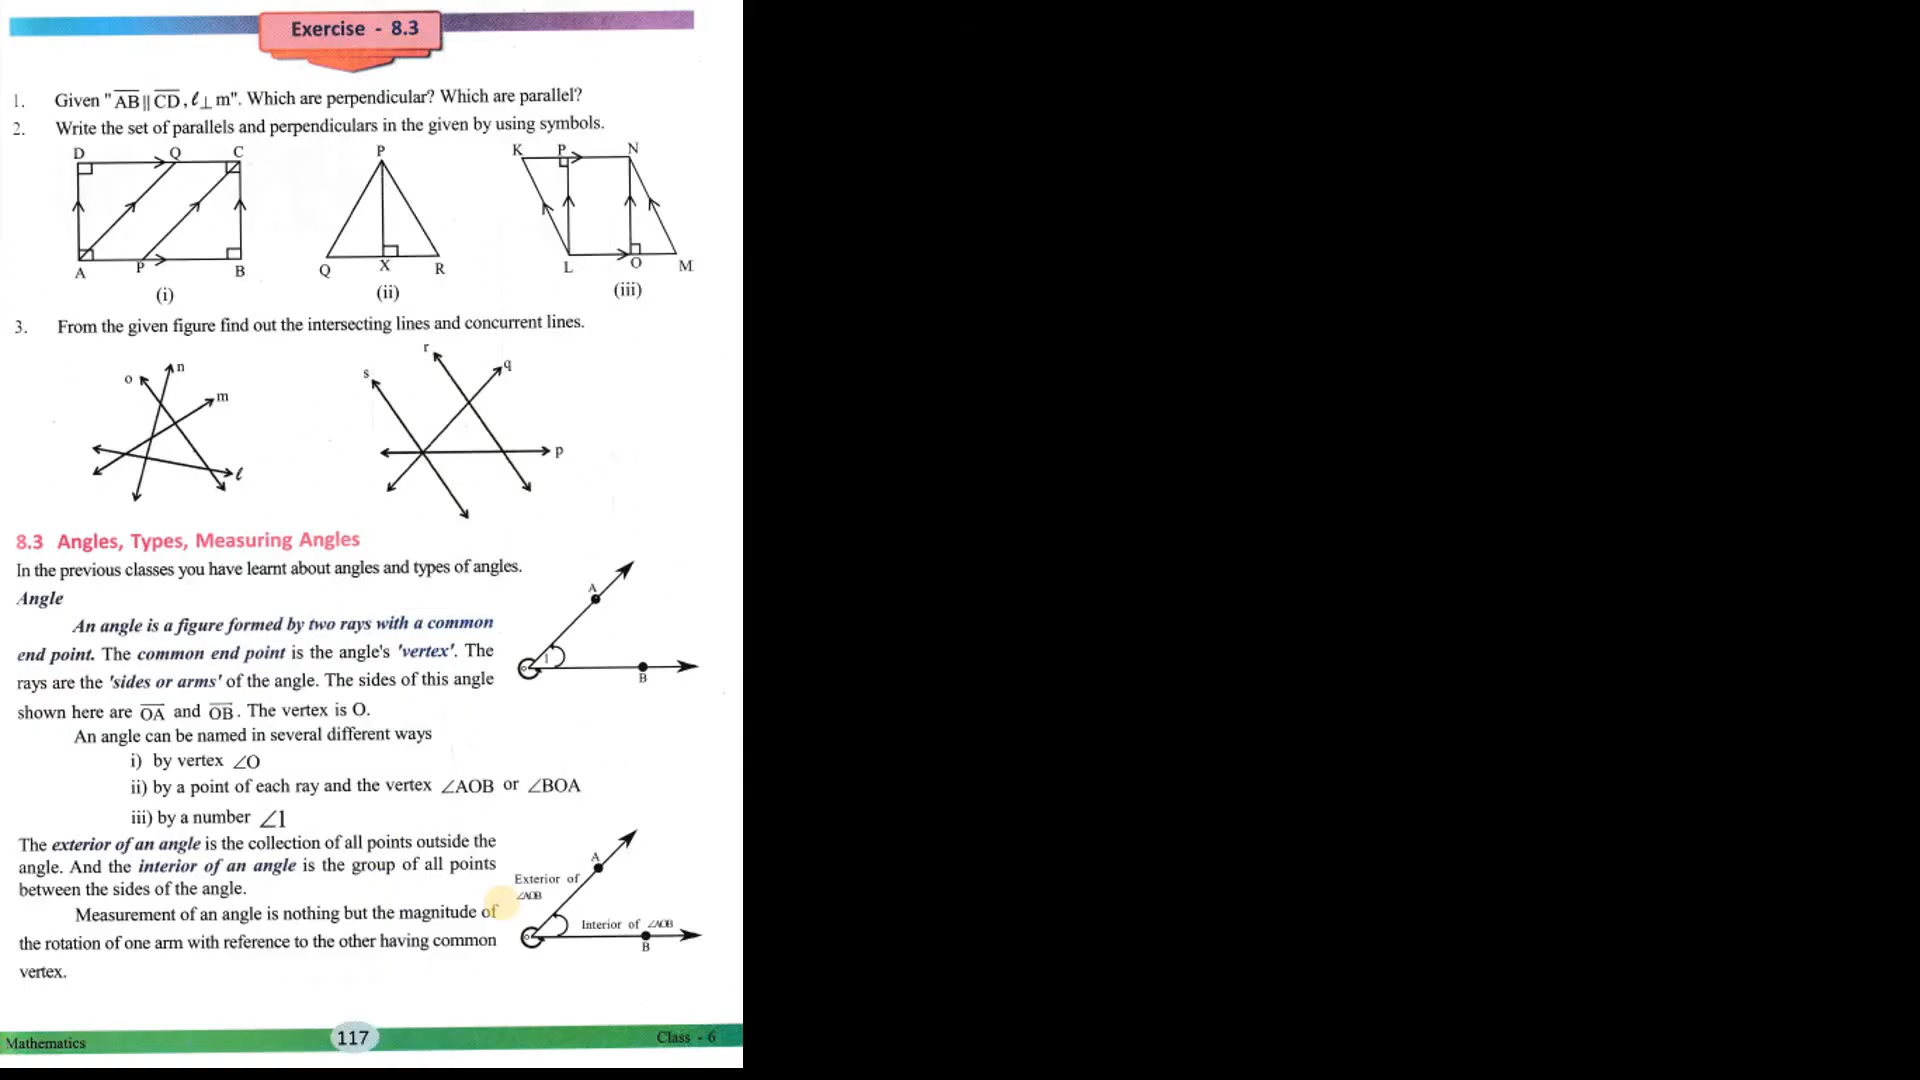 Exercise - 8.3
1. Given "A̅B̅ || C̅D̅, ℓ ⊥ m". Which are perpendicular? Which are parallel?
2. Write the set of parallels and perpendiculars in the given by using symbols.
D Q C
A P B
(i)
P
Q X R
(ii)
K P N
L O M
(iii)
3. From the given figure find out the intersecting lines and concurrent lines.
o n
m
ℓ
r
s q
p
8.3 Angles, Types, Measuring Angles
In the previous classes you have learnt about angles and types of angles.
Angle
An angle is a figure formed by two rays with a common
end point. The common end point is the angle's 'vertex'. The
rays are the 'sides or arms' of the angle. The sides of this angle
shown here are O̅A̅ and O̅B̅. The vertex is O.
A
1
B
An angle can be named in several different ways
i) by vertex ∠O
ii) by a point of each ray and the vertex ∠AOB or ∠BOA
iii) by a number ∠1
The exterior of an angle is the collection of all points outside the
angle. And the interior of an angle is the group of all points
between the sides of the angle.
Measurement of an angle is nothing but the magnitude of
the rotation of one arm with reference to the other having common
vertex.
A
Exterior of
∠AOB
Interior of ∠AOB
B
Mathematics 117 Class - 6